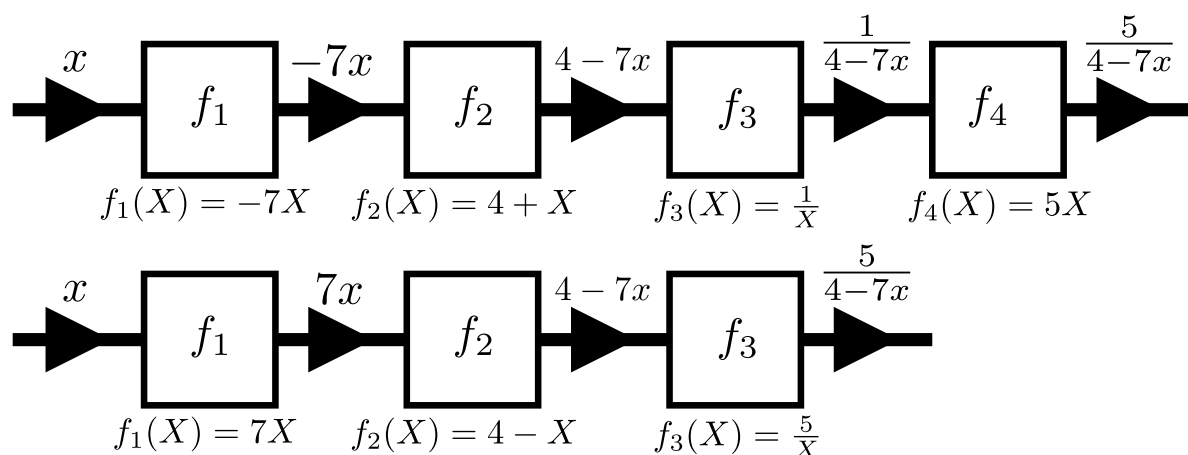 x −7x 4 − 7x 1/(4−7x) 5/(4−7x)
f₁ f₂ f₃ f₄
f₁(X) = −7X f₂(X) = 4 + X f₃(X) = 1/X f₄(X) = 5X
x 7x 4 − 7x 5/(4−7x)
f₁ f₂ f₃
f₁(X) = 7X f₂(X) = 4 − X f₃(X) = 5/X